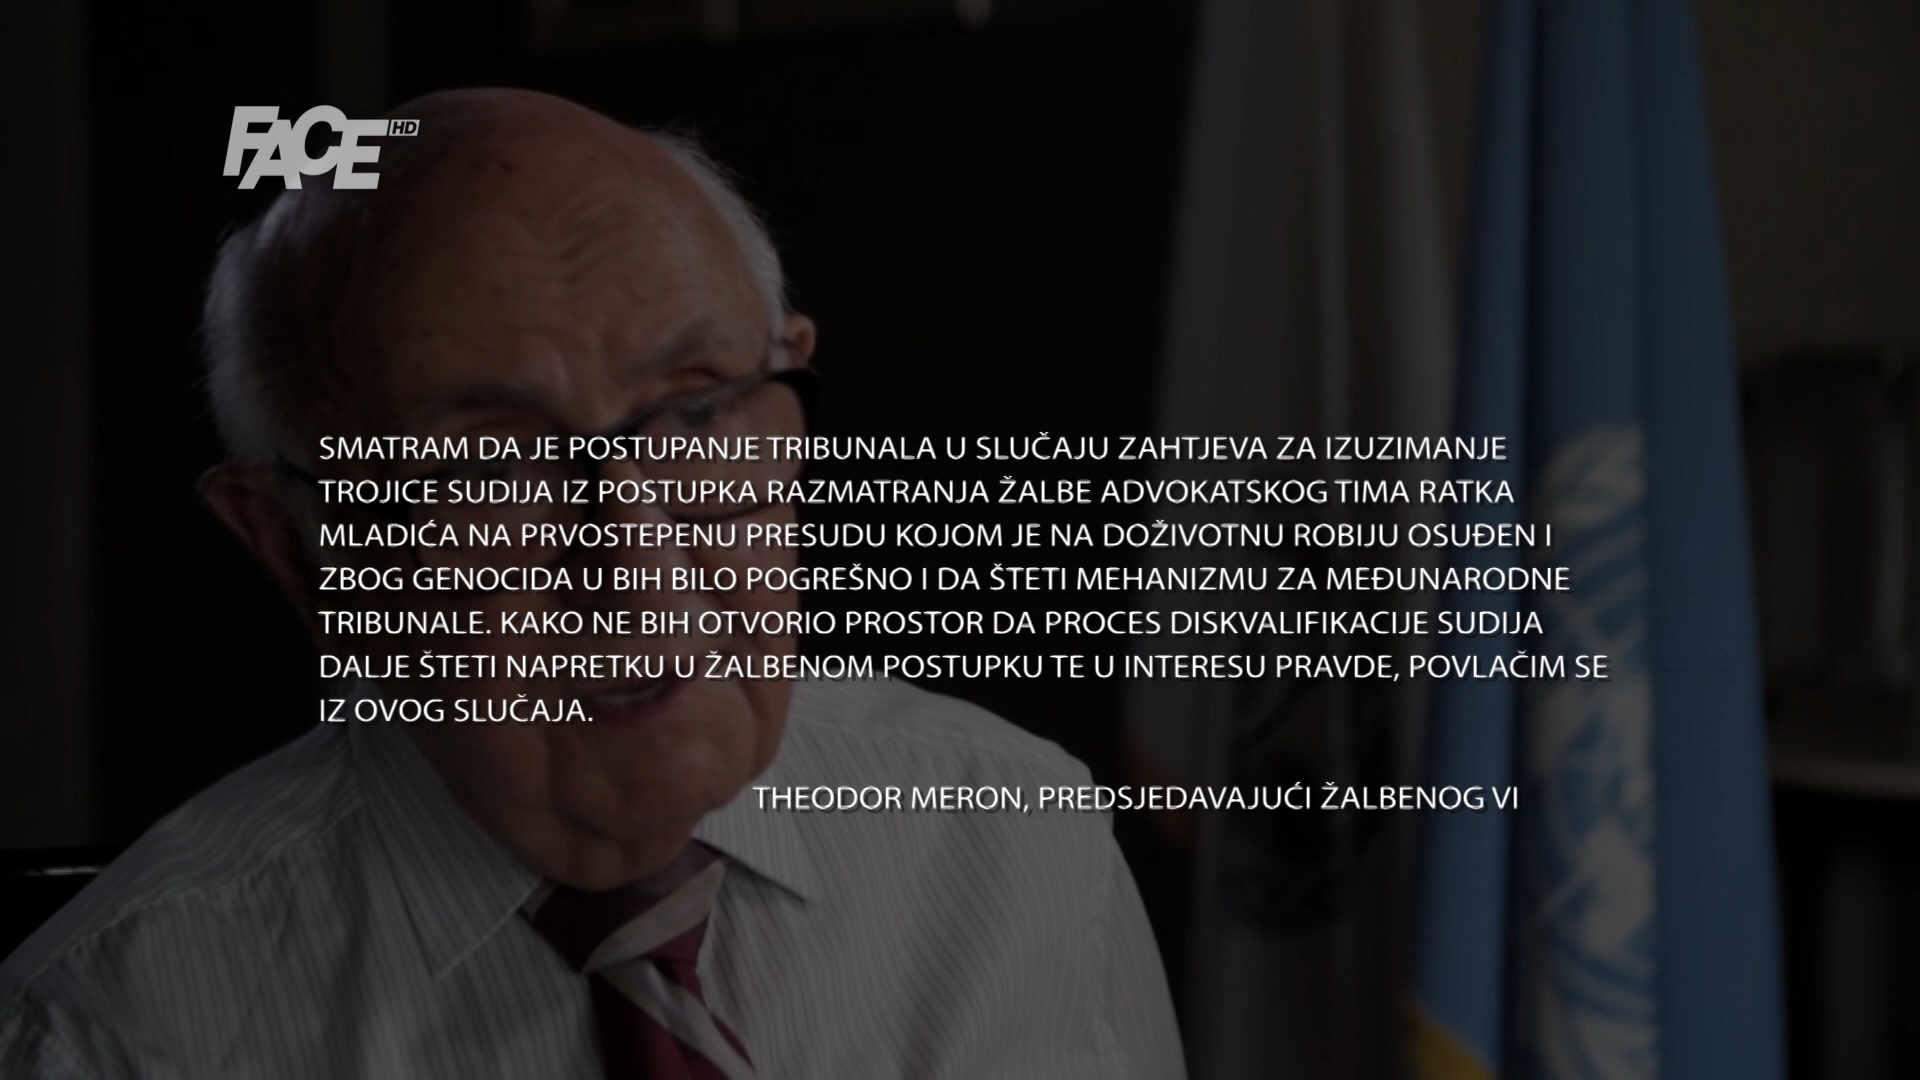 FACE HD
SMATRAM DA JE POSTUPANJE TRIBUNALA U SLUČAJU ZAHTJEVA ZA IZUZIMANJE
TROJICE SUDIJA IZ POSTUPKA RAZMATRANJA ŽALBE ADVOKATSKOG TIMA RATKA
MLADIĆA NA PRVOSTEPENU PRESUDU KOJOM JE NA DOŽIVOTNU ROBIJU OSUĐEN I
ZBOG GENOCIDA U BIH BILO POGREŠNO I DA ŠTETI MEHANIZMU ZA MEĐUNARODNE
TRIBUNALE. KAKO NE BIH OTVORIO PROSTOR DA PROCES DISKVALIFIKACIJE SUDIJA
DALJE ŠTETI NAPRETKU U ŽALBENOM POSTUPKU TE U INTERESU PRAVDE, POVLAČIM SE
IZ OVOG SLUČAJA.
THEODOR MERON, PREDSJEDAVAJUĆI ŽALBENOG VI